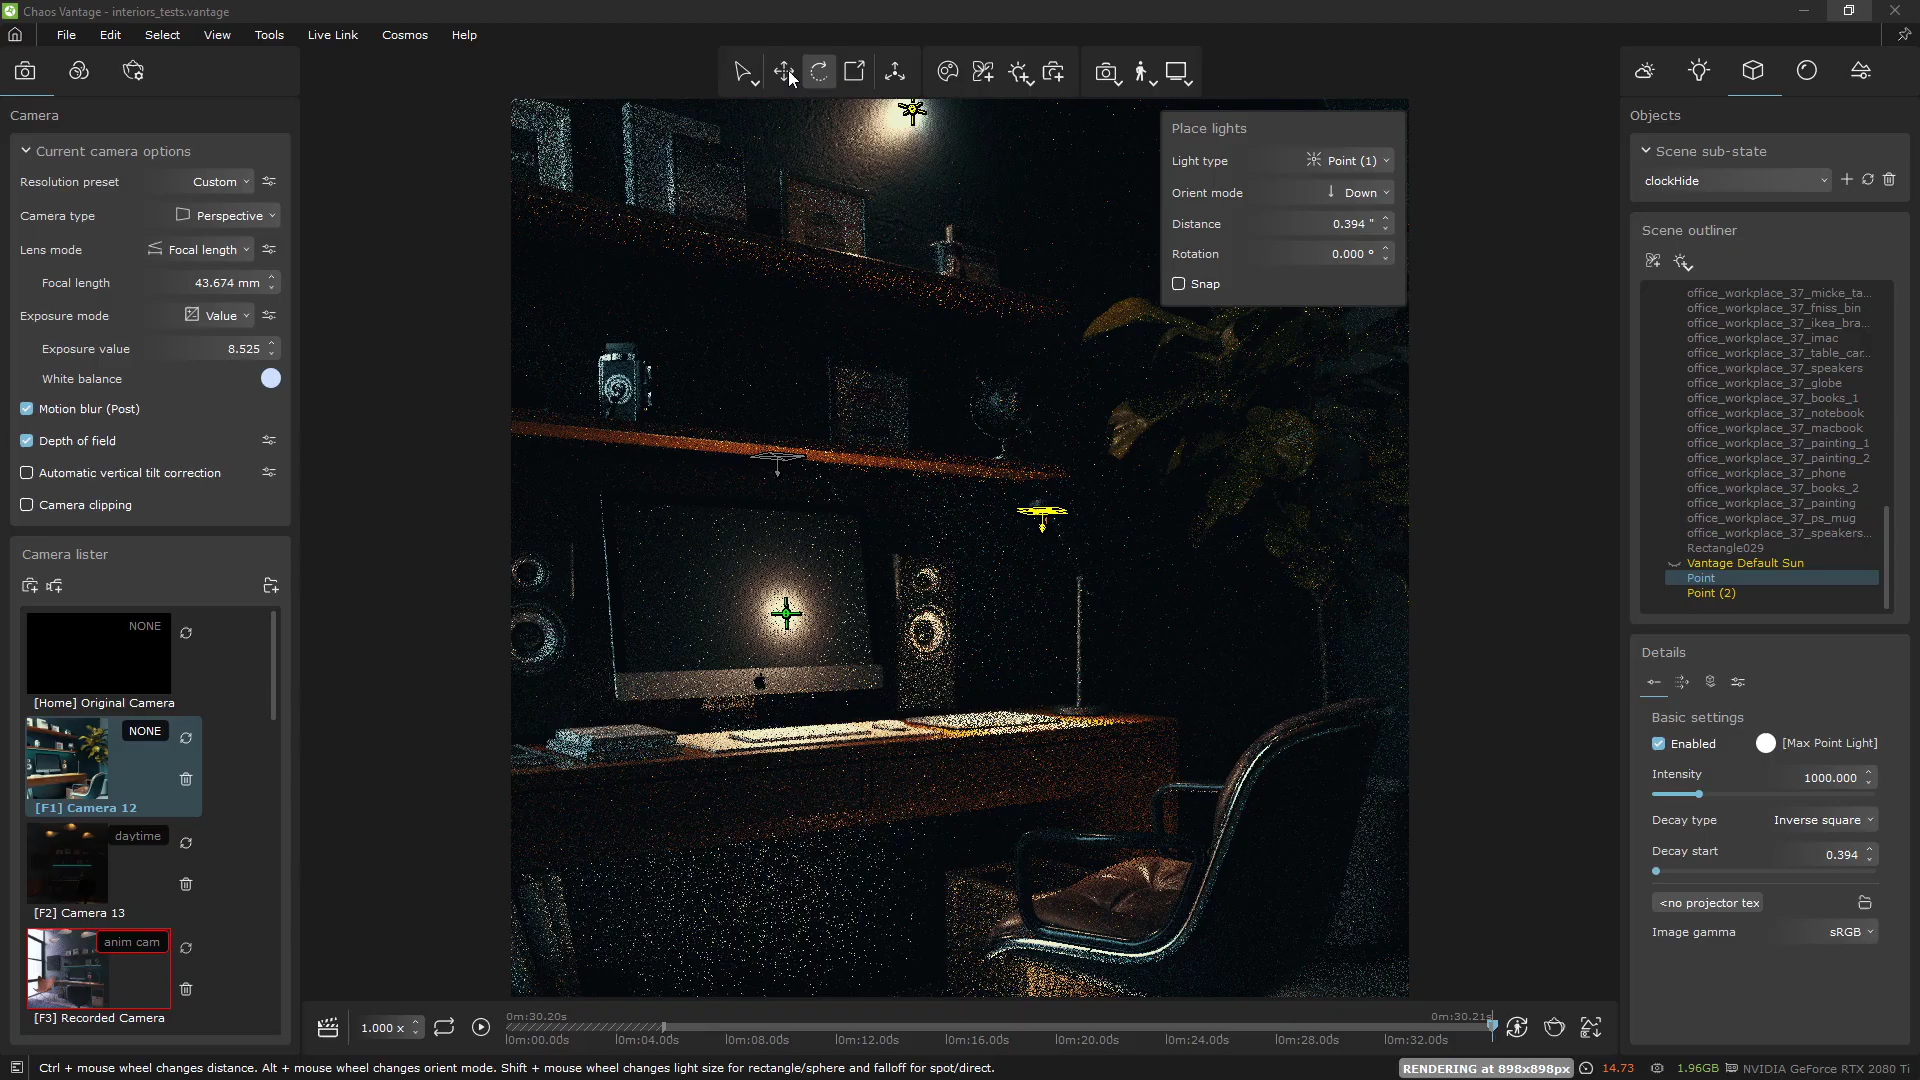 Chaos Vantage - interiors_tests.vantage
File Edit Select View Tools Live Link Cosmos Help
Camera
Current camera options
Resolution preset Custom
Camera type Perspective
Lens mode Focal length
Focal length 43.674 mm
Exposure mode Value
Exposure value 8.525
White balance
Motion blur (Post)
Depth of field
Automatic vertical tilt correction
Camera clipping
Camera lister
NONE
[Home] Original Camera
NONE
[F1] Camera 12
daytime
[F2] Camera 13
anim cam
[F3] Recorded Camera
Place lights
Light type Point (1)
Orient mode Down
Distance 0.394 "
Rotation 0.000 °
Snap
1.000 x
0m:30.20s 0m:30.21s
0m:00.00s 0m:04.00s 0m:08.00s 0m:12.00s 0m:16.00s 0m:20.00s 0m:24.00s 0m:28.00s 0m:32.00s
Objects
Scene sub-state
clockHide
Scene outliner
office_workplace_37_micke_ta...
office_workplace_37_fniss_bin
office_workplace_37_ikea_bra...
office_workplace_37_imac
office_workplace_37_table_car...
office_workplace_37_speakers
office_workplace_37_globe
office_workplace_37_books_1
office_workplace_37_notebook
office_workplace_37_macbook
office_workplace_37_painting_1
office_workplace_37_painting_2
office_workplace_37_phone
office_workplace_37_books_2
office_workplace_37_painting
office_workplace_37_ps_mug
office_workplace_37_speakers...
Rectangle029
Vantage Default Sun
Point
Point (2)
Details
Basic settings
Enabled [Max Point Light]
Intensity 1000.000
Decay type Inverse square
Decay start 0.394
<no projector tex
Image gamma sRGB
Ctrl + mouse wheel changes distance. Alt + mouse wheel changes orient mode. Shift + mouse wheel changes light size for rectangle/sphere and falloff for spot/direct.
RENDERING at 898x898px 14.73 1.96GB NVIDIA GeForce RTX 2080 Ti